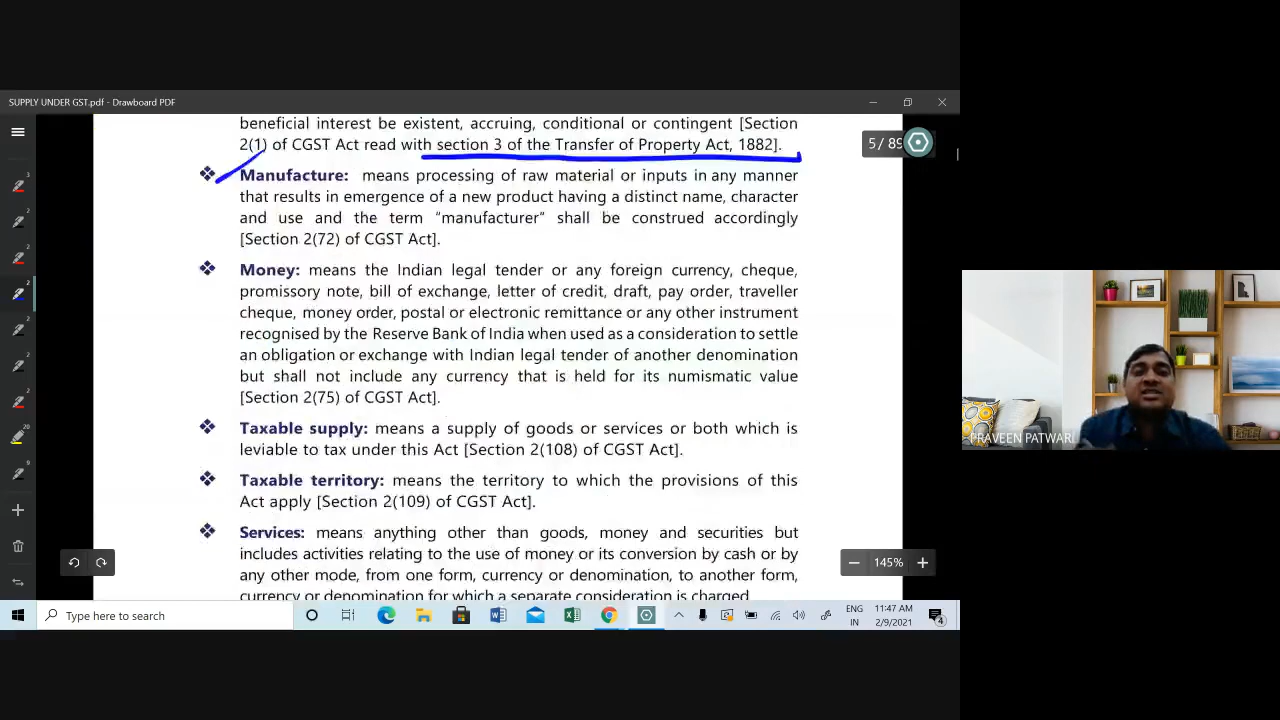 SUPPLY UNDER GST.pdf - Drawboard PDF
beneficial interest be existent, accruing, conditional or contingent [Section
2(1) of CGST Act read with section 3 of the Transfer of Property Act, 1882].
5 / 89
Manufacture: means processing of raw material or inputs in any manner
that results in emergence of a new product having a distinct name, character
and use and the term “manufacturer” shall be construed accordingly
[Section 2(72) of CGST Act].
Money: means the Indian legal tender or any foreign currency, cheque,
promissory note, bill of exchange, letter of credit, draft, pay order, traveller
cheque, money order, postal or electronic remittance or any other instrument
recognised by the Reserve Bank of India when used as a consideration to settle
an obligation or exchange with Indian legal tender of another denomination
but shall not include any currency that is held for its numismatic value
[Section 2(75) of CGST Act].
Taxable supply: means a supply of goods or services or both which is
leviable to tax under this Act [Section 2(108) of CGST Act].
Taxable territory: means the territory to which the provisions of this
Act apply [Section 2(109) of CGST Act].
Services: means anything other than goods, money and securities but
includes activities relating to the use of money or its conversion by cash or by
any other mode, from one form, currency or denomination, to another form,
currency or denomination for which a separate consideration is charged
3
2
2
2
2
2
2
20
9
145%
PRAVEEN PATWARI
Type here to search
ENG
IN
11:47 AM
2/9/2021
4